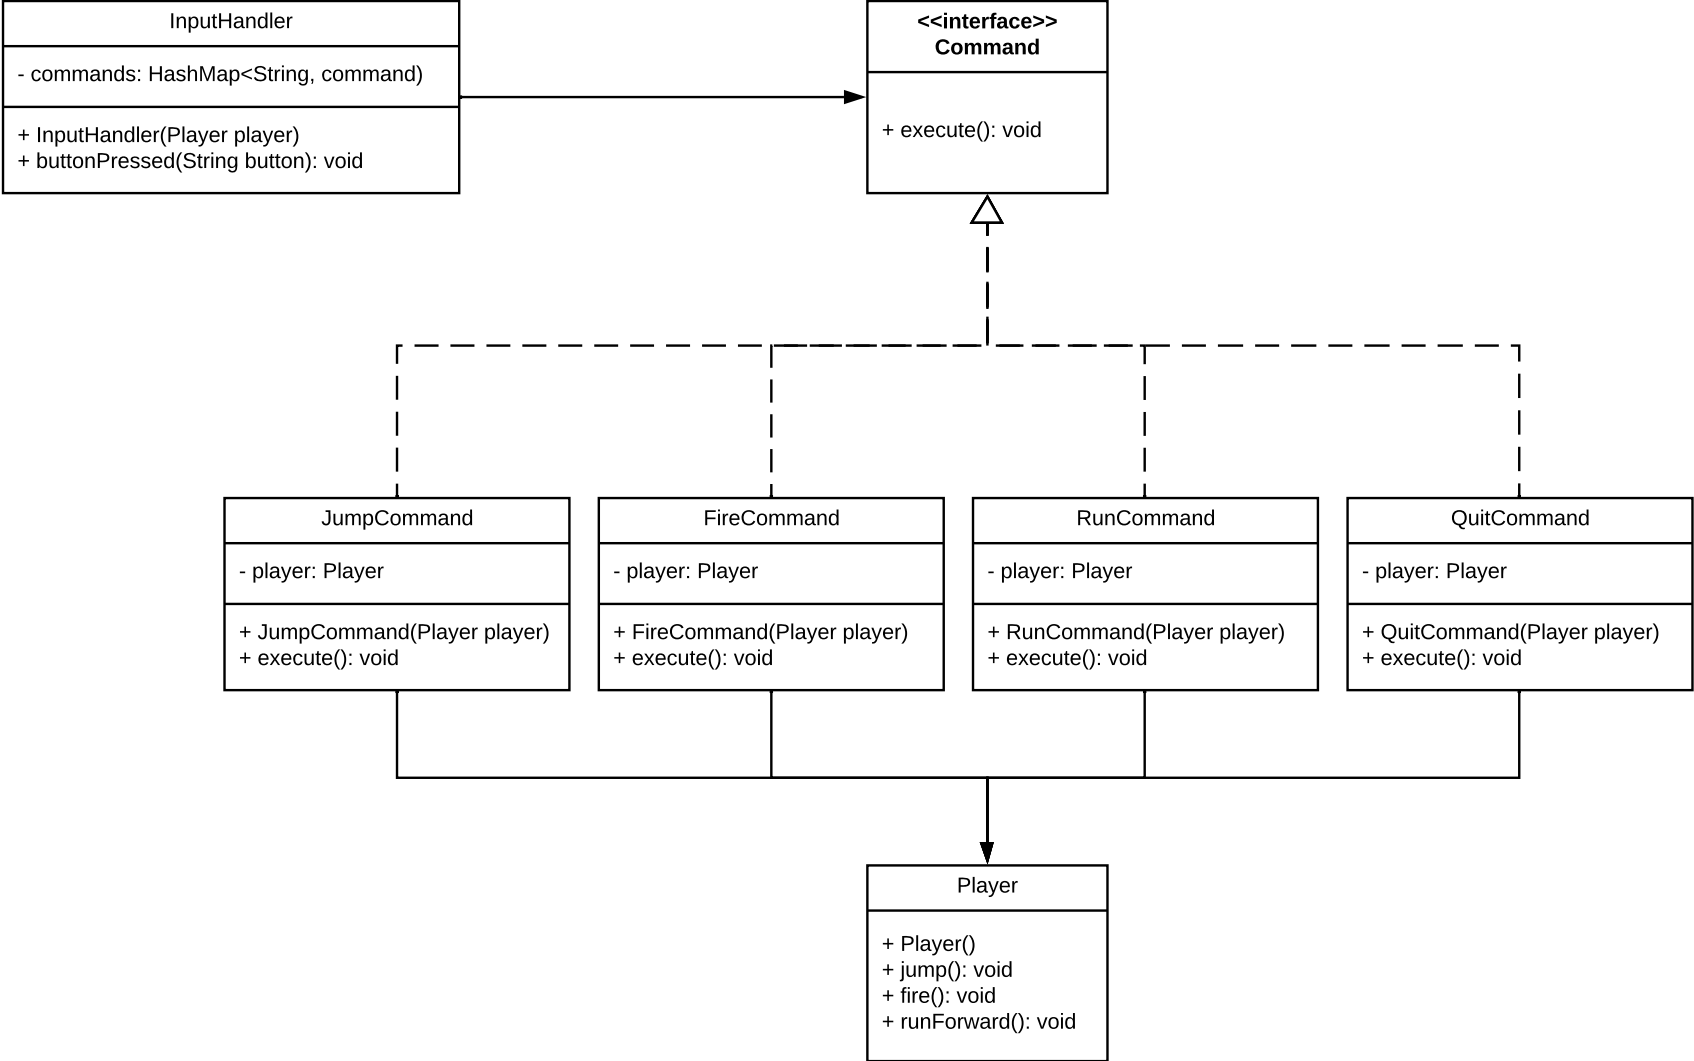 InputHandler
- commands: HashMap<String, command)
+ InputHandler(Player player)
+ buttonPressed(String button): void
<<interface>>
Command
+ execute(): void
JumpCommand
- player: Player
+ JumpCommand(Player player)
+ execute(): void
FireCommand
- player: Player
+ FireCommand(Player player)
+ execute(): void
RunCommand
- player: Player
+ RunCommand(Player player)
+ execute(): void
QuitCommand
- player: Player
+ QuitCommand(Player player)
+ execute(): void
Player
+ Player()
+ jump(): void
+ fire(): void
+ runForward(): void